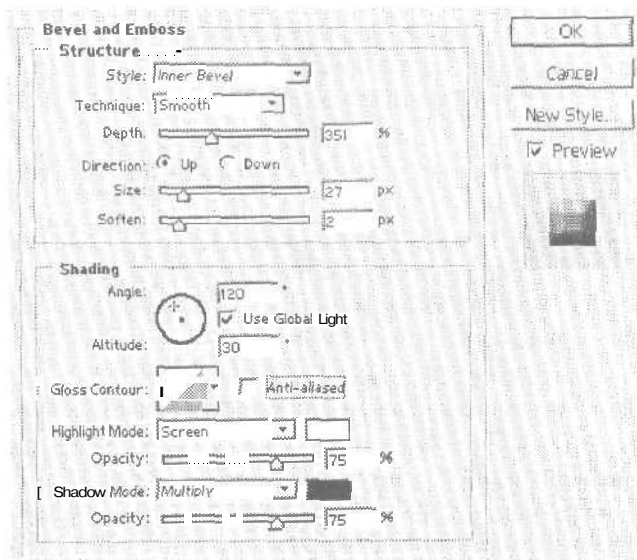 Bevel and Emboss
Structure
Style: Inner Bevel
Technique: Smooth
Depth: 351 %
Direction: Up Down
Size: 27 px
Soften: 2 px
Shading
Angle: 120 °
Use Global Light
Altitude: 30 °
Gloss Contour: Anti-aliased
Highlight Mode: Screen
Opacity: 75 %
Shadow Mode: Multiply
Opacity: 75 %
OK
Cancel
New Style...
Preview